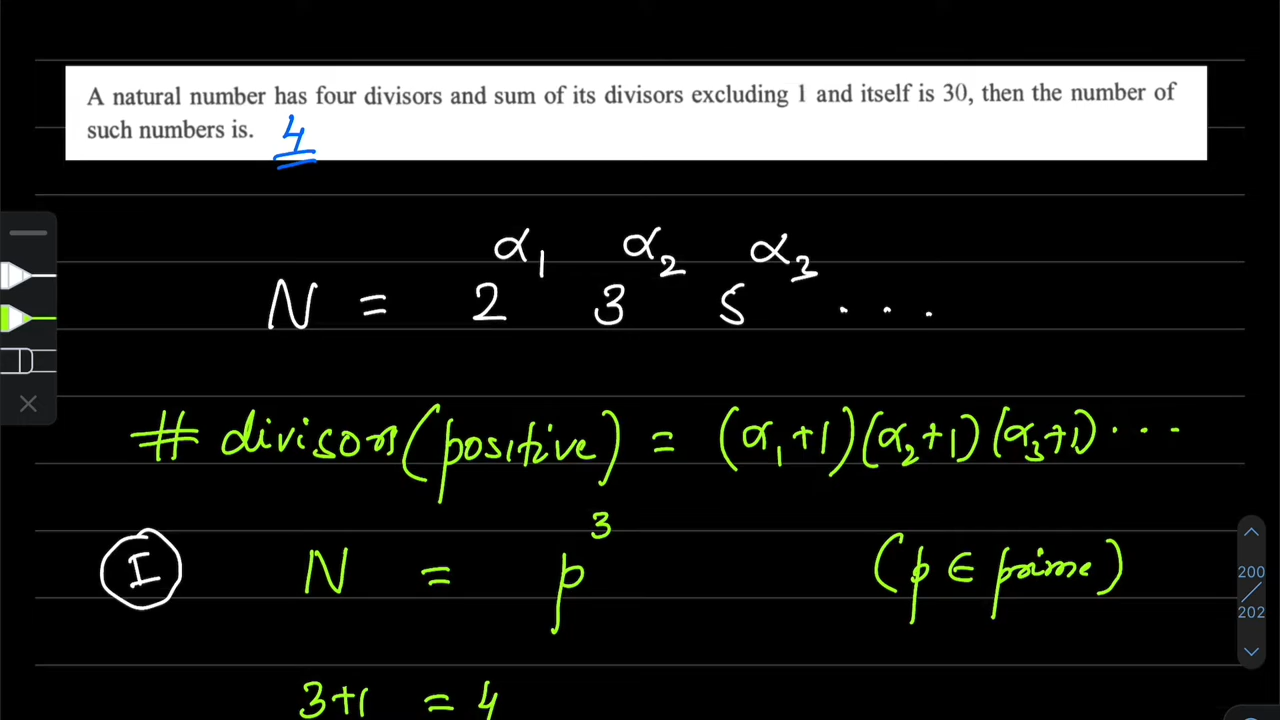 A natural number has four divisors and sum of its divisors excluding 1 and itself is 30, then the number of
such numbers is. 4
N = 2^α₁ 3^α₂ 5^α₃ ....
# divisors (positive) = (α₁+1)(α₂+1)(α₃+1)...
I N = p³ (p ∈ prime)
3+1 = 4
200
202